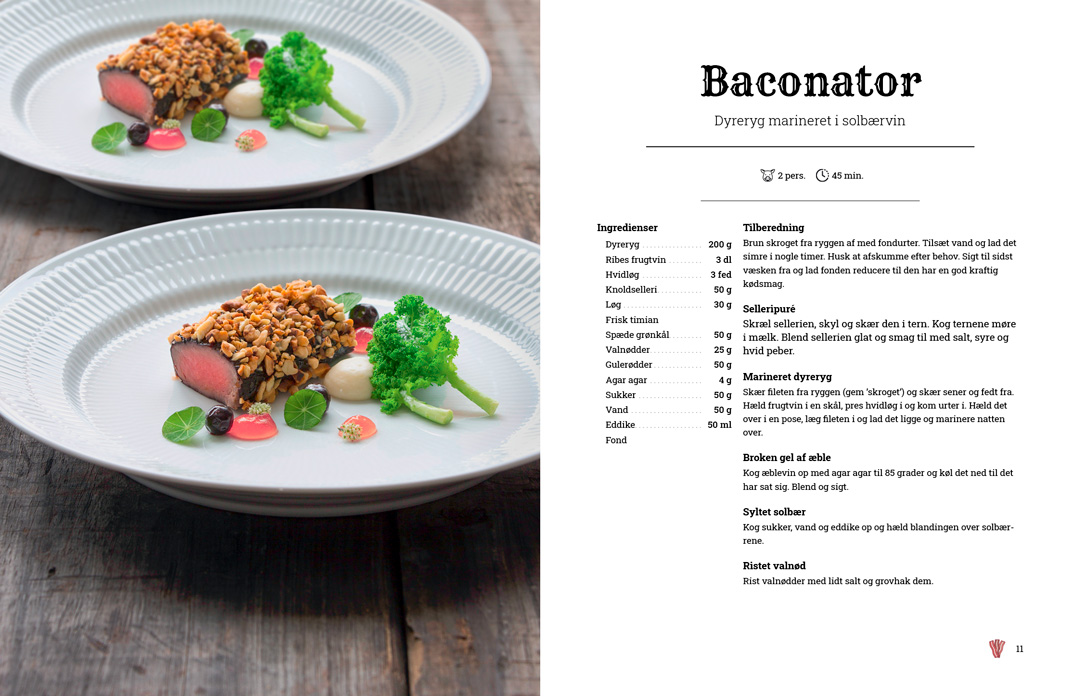 Baconator
Dyreryg marineret i solbærvin
2 pers. 45 min.
Ingredienser
Dyreryg 200 g
Ribes frugtvin 3 dl
Hvidløg 3 fed
Knoldselleri 50 g
Løg 30 g
Frisk timian
Spæde grønkål 50 g
Valnødder 25 g
Gulerødder 50 g
Agar agar 4 g
Sukker 50 g
Vand 50 g
Eddike 50 ml
Fond
Tilberedning
Brun skroget fra ryggen af med fondurter. Tilsæt vand og lad det
simre i nogle timer. Husk at afskumme efter behov. Sigt til sidst
væsken fra og lad fonden reducere til den har en god kraftig
kødsmag.
Selleripuré
Skræl sellerien, skyl og skær den i tern. Kog ternene møre
i mælk. Blend sellerien glat og smag til med salt, syre og
hvid peber.
Marineret dyreryg
Skær fileten fra ryggen (gem ‘skroget’) og skær sener og fedt fra.
Hæld frugtvin i en skål, pres hvidløg i og kom urter i. Hæld det
over i en pose, læg fileten i og lad det ligge og marinere natten
over.
Broken gel af æble
Kog æblevin op med agar agar til 85 grader og køl det ned til det
har sat sig. Blend og sigt.
Syltet solbær
Kog sukker, vand og eddike op og hæld blandingen over solbær-
rene.
Ristet valnød
Rist valnødder med lidt salt og grovhak dem.
11